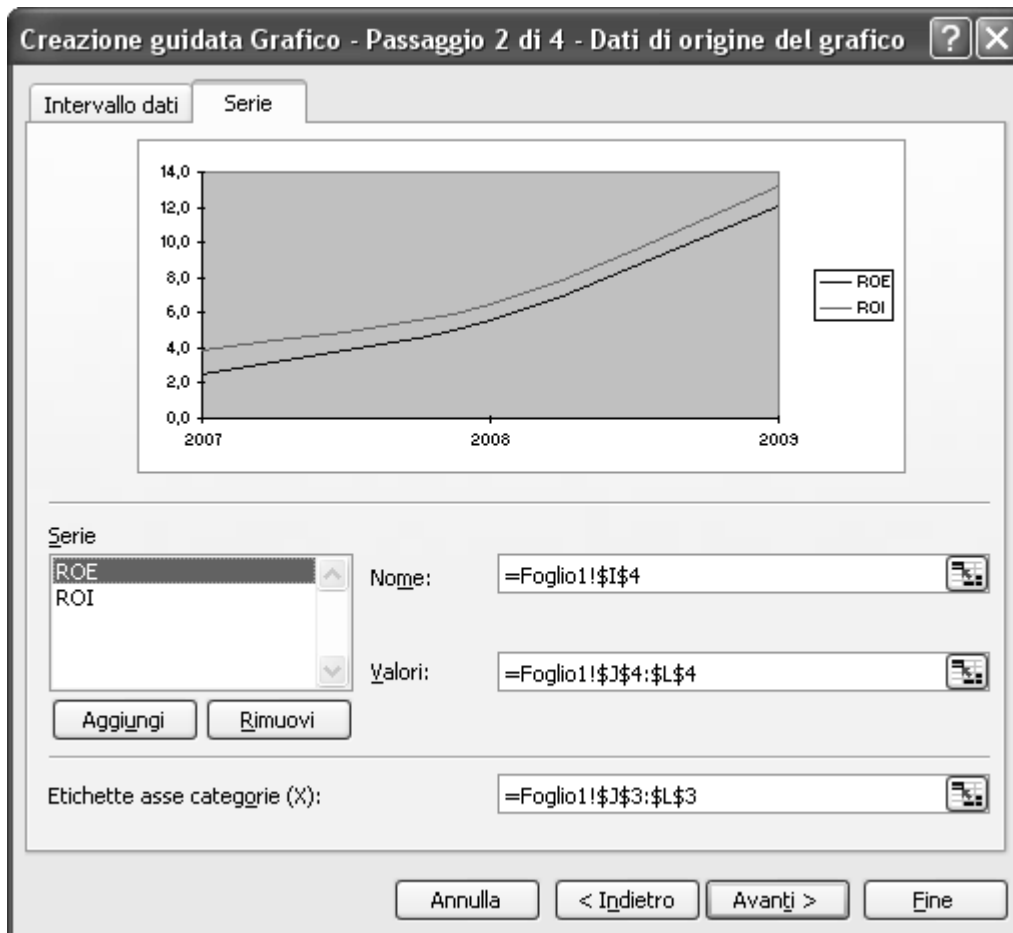 Creazione guidata Grafico - Passaggio 2 di 4 - Dati di origine del grafico
Intervallo dati
Serie
14,0
12,0
10,0
8,0
6,0
4,0
2,0
0,0
2007
2008
2009
ROE
ROI
Serie
ROE
ROI
Nome:
=Foglio1!$I$4
Valori:
=Foglio1!$J$4:$L$4
Aggiungi
Rimuovi
Etichette asse categorie (X):
=Foglio1!$J$3:$L$3
Annulla
< Indietro
Avanti >
Fine